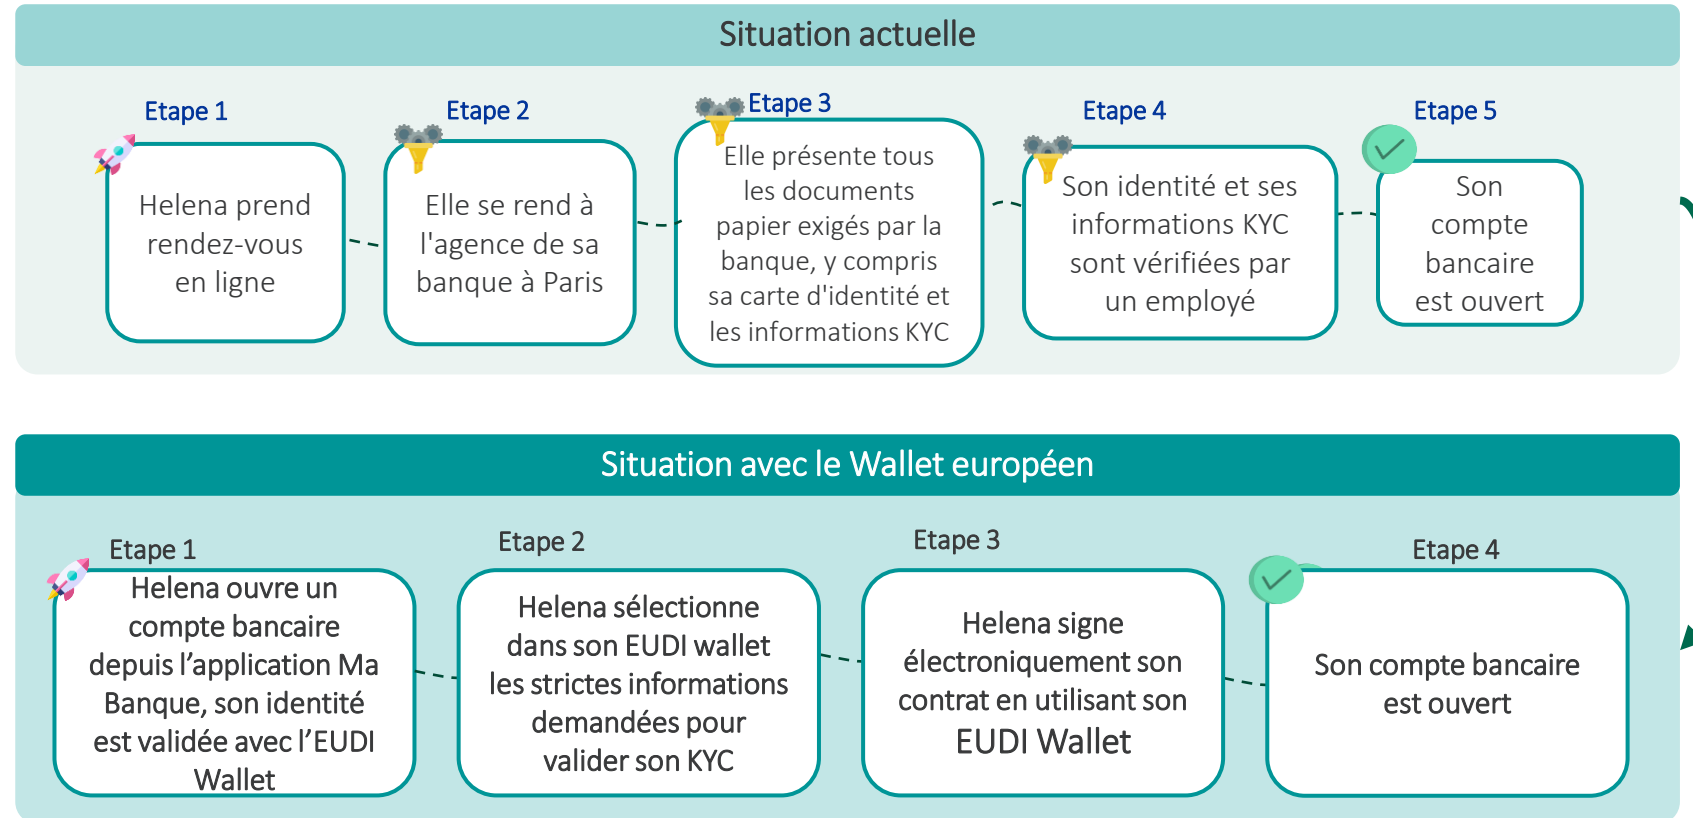 Situation actuelle
Etape 1
Helena prend
rendez-vous
en ligne
Etape 2
Elle se rend à
l'agence de sa
banque à Paris
Etape 3
Elle présente tous
les documents
papier exigés par la
banque, y compris
sa carte d'identité et
les informations KYC
Etape 4
Son identité et ses
informations KYC
sont vérifiées par
un employé
Etape 5
Son
compte
bancaire
est ouvert
Situation avec le Wallet européen
Etape 1
Helena ouvre un
compte bancaire
depuis l’application Ma
Banque, son identité
est validée avec l’EUDI
Wallet
Etape 2
Helena sélectionne
dans son EUDI wallet
les strictes informations
demandées pour
valider son KYC
Etape 3
Helena signe
électroniquement son
contrat en utilisant son
EUDI Wallet
Etape 4
Son compte bancaire
est ouvert